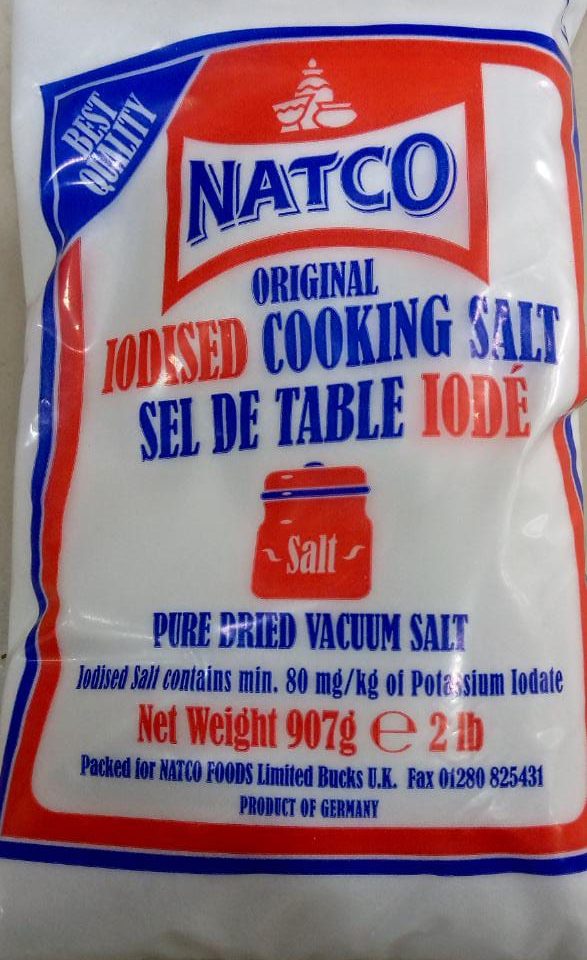 BEST
QUALITY
NATCO
ORIGINAL
IODISED COOKING SALT
SEL DE TABLE IODÉ
Salt
PURE DRIED VACUUM SALT
Iodised Salt contains min. 80 mg/kg of Potassium Iodate
Net Weight 907g ℮ 2 lb
Packed for NATCO FOODS Limited Bucks U.K. Fax 01280 825431
PRODUCT OF GERMANY